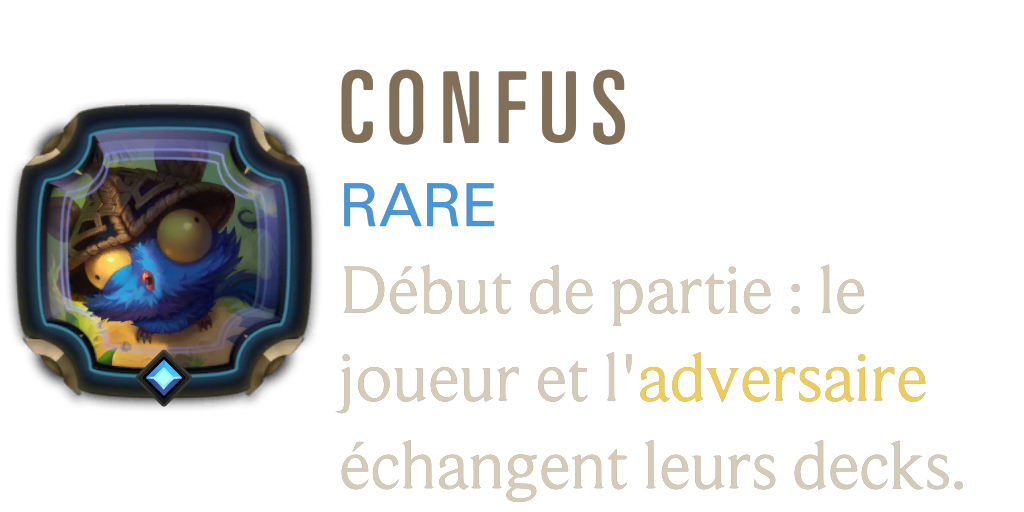 CONFUS
RARE
Début de partie : le
joueur et l'adversaire
échangent leurs decks.